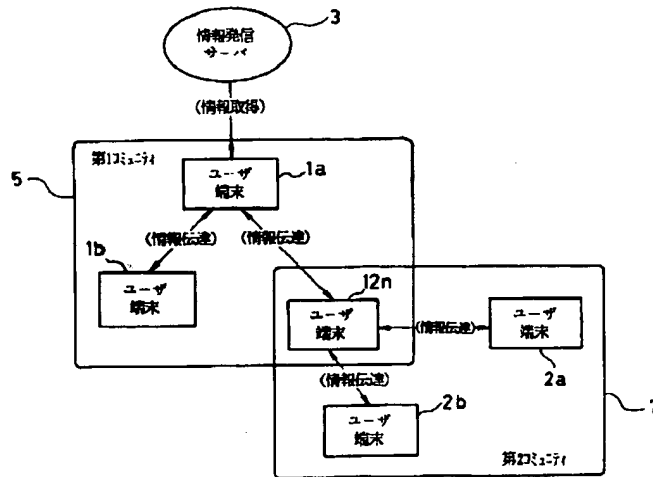 3
情報発信
サーバ
(情報取得)
第1コミュニティ
5
ユーザ
端末
1a
(情報伝達)
(情報伝達)
1b
ユーザ
端末
12n
ユーザ
端末
(情報伝達)
ユーザ
端末
2a
(情報伝達)
2b
ユーザ
端末
7
第2コミュニティ